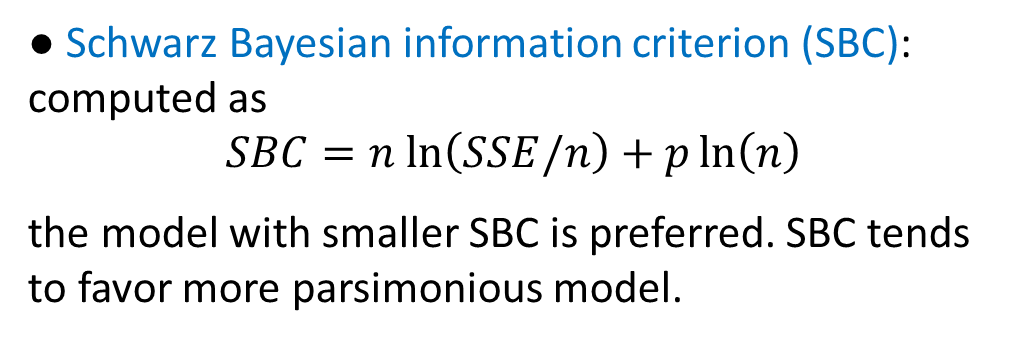 ● Schwarz Bayesian information criterion (SBC):
computed as
SBC = n ln(SSE/n) + p ln(n)
the model with smaller SBC is preferred. SBC tends
to favor more parsimonious model.